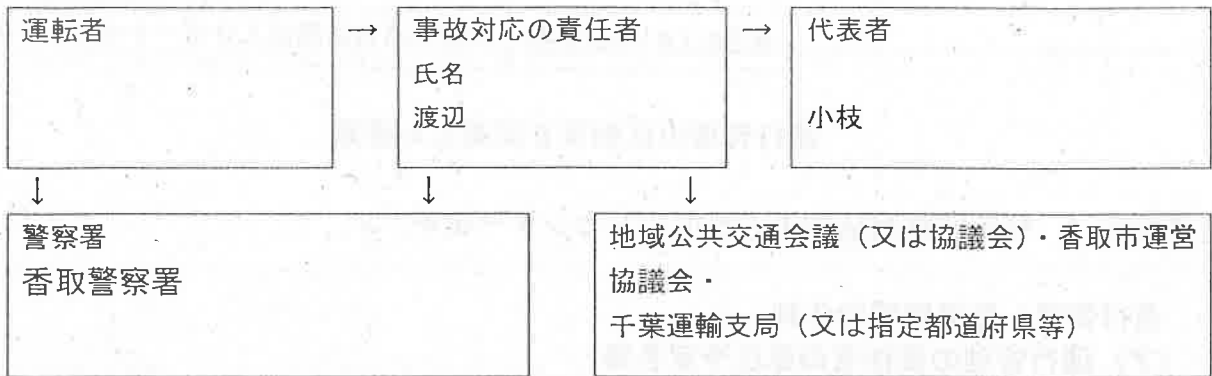 運転者
→
事故対応の責任者
氏名
渡辺
→
代表者
小枝
↓
↓
↓
警察署
香取警察署
地域公共交通会議（又は協議会）・香取市運営
協議会・
千葉運輸支局（又は指定都道府県等）